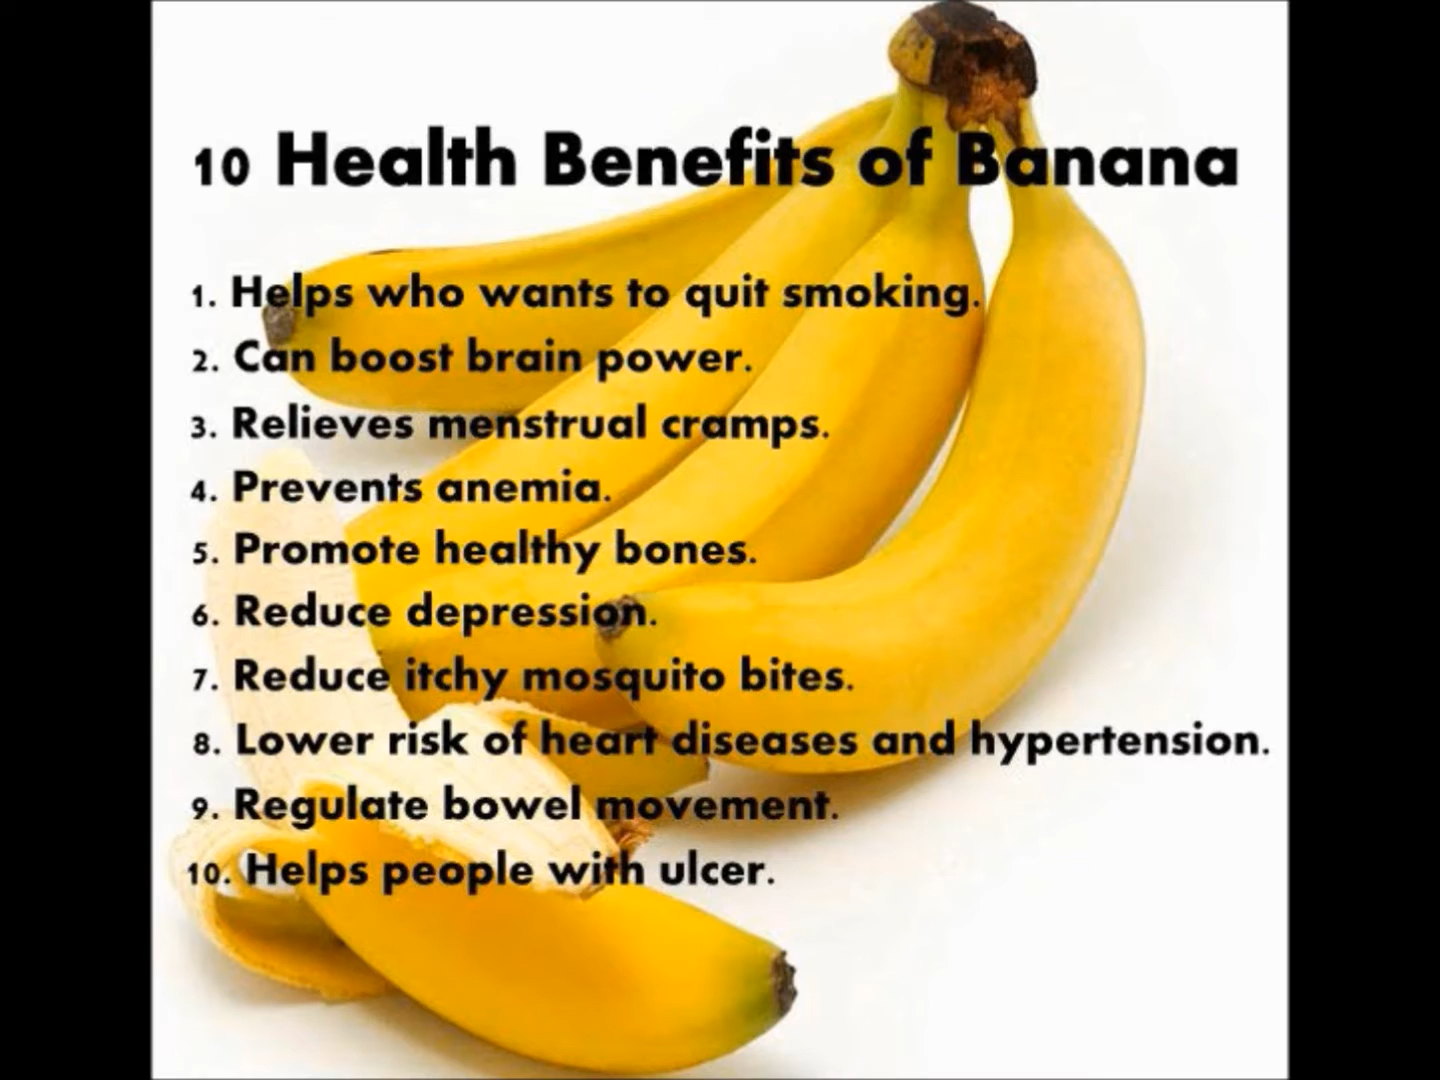 10 Health Benefits of Banana
1. Helps who wants to quit smoking.
2. Can boost brain power.
3. Relieves menstrual cramps.
4. Prevents anemia.
5. Promote healthy bones.
6. Reduce depression.
7. Reduce itchy mosquito bites.
8. Lower risk of heart diseases and hypertension.
9. Regulate bowel movement.
10. Helps people with ulcer.